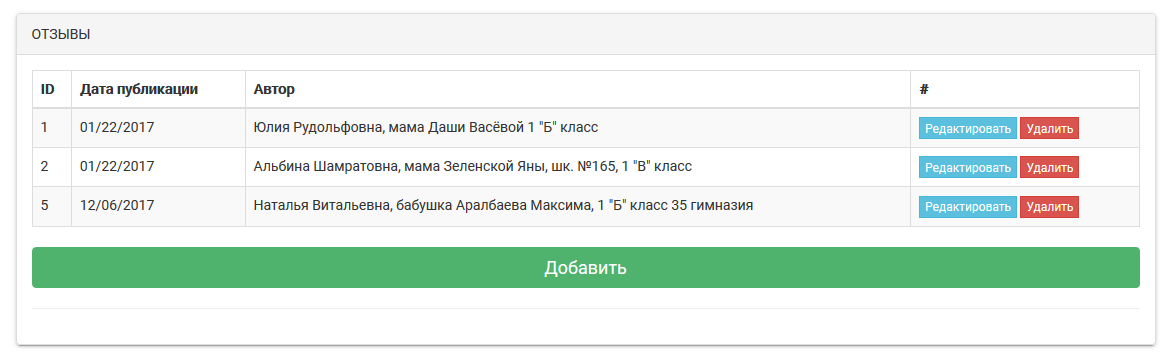 ОТЗЫВЫ
ID Дата публикации Автор #
1 01/22/2017 Юлия Рудольфовна, мама Даши Васёвой 1 "Б" класс Редактировать Удалить
2 01/22/2017 Альбина Шамратовна, мама Зеленской Яны, шк. №165, 1 "В" класс Редактировать Удалить
5 12/06/2017 Наталья Витальевна, бабушка Аралбаева Максима, 1 "Б" класс 35 гимназия Редактировать Удалить
Добавить